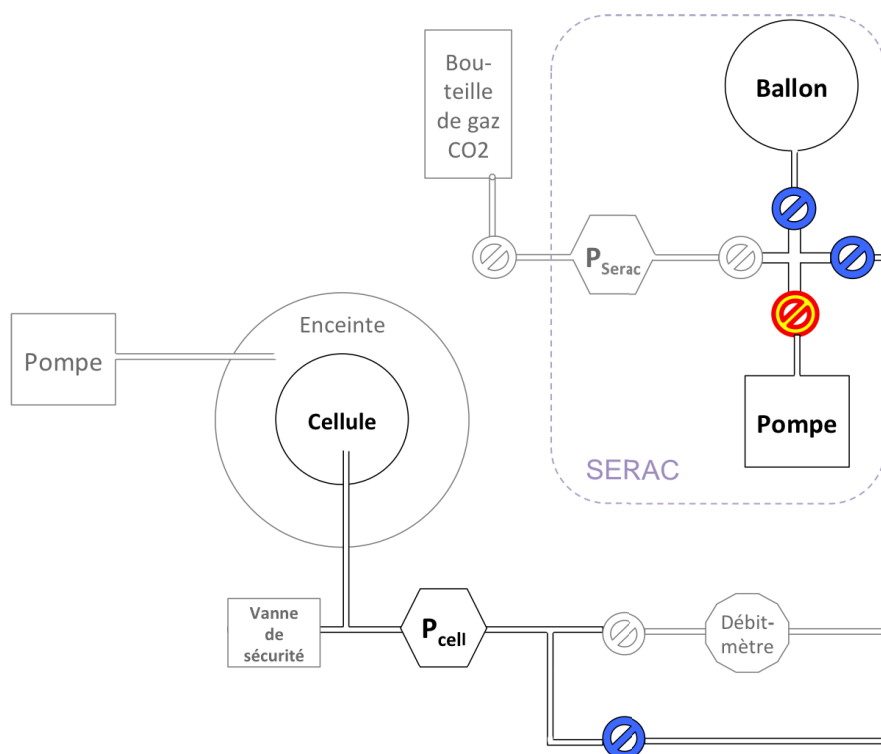 Bou-
teille
de gaz
CO2
Ballon
P Serac
Enceinte
Pompe
Cellule
Pompe
SERAC
Vanne
de
sécurité
P cell
Débit-
mètre